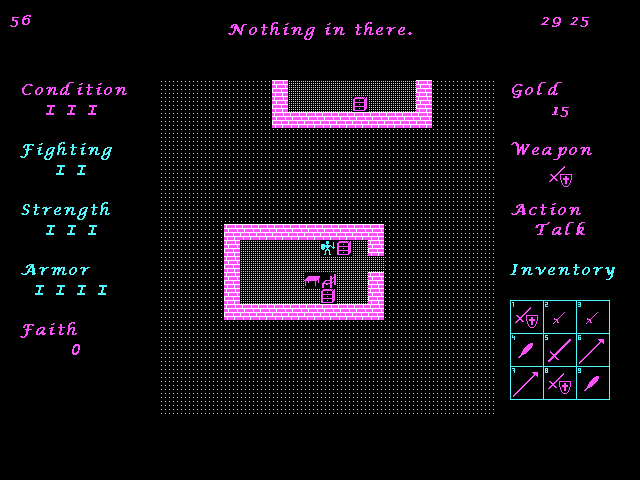 56
Nothing in there.
29 25
Condition
I I I
Fighting
I I
Strength
I I I
Armor
I I I I
Faith
0
Gold
15
Weapon
Action
Talk
Inventory
1 2 3
4 5 6
7 8 9